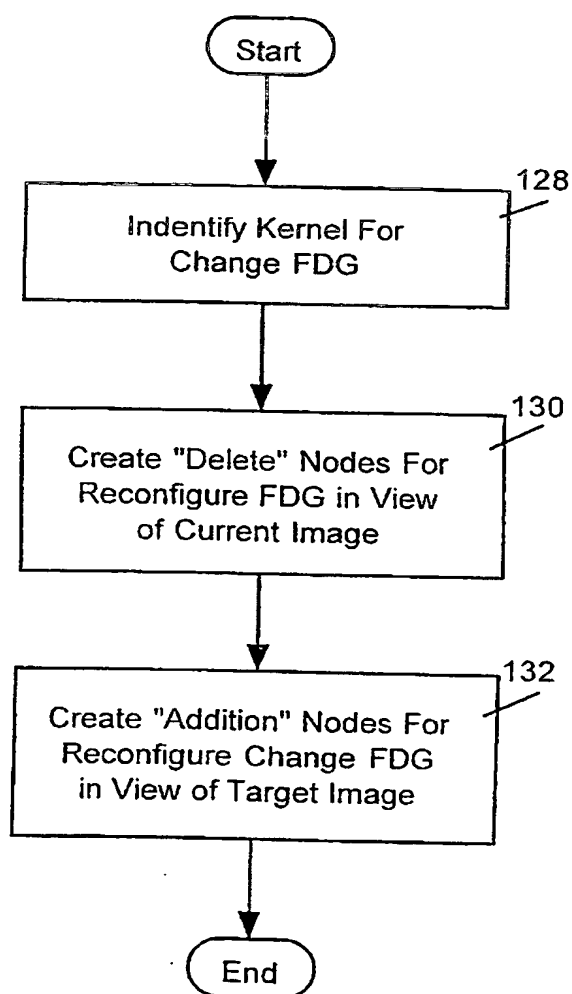 Start
128
Indentify Kernel For
Change FDG
130
Create "Delete" Nodes For
Reconfigure FDG in View
of Current Image
132
Create "Addition" Nodes For
Reconfigure Change FDG
in View of Target Image
End